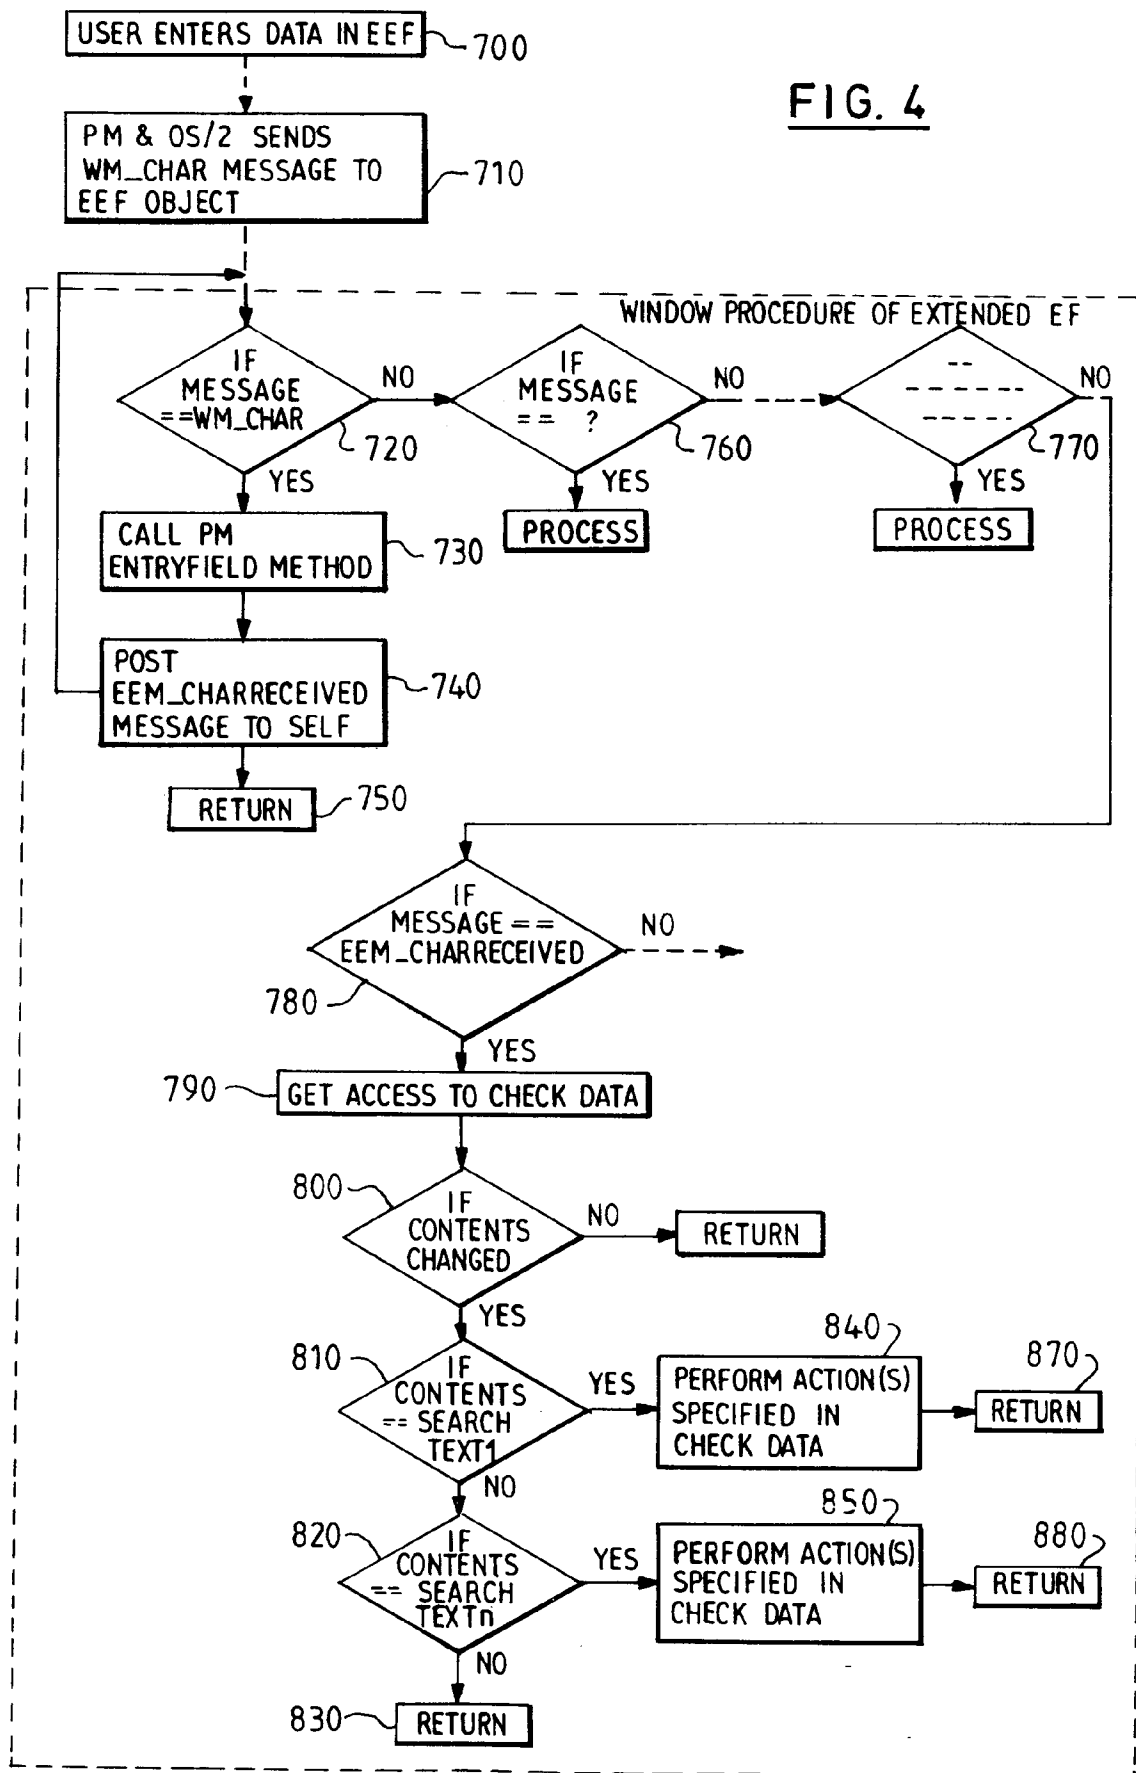 USER ENTERS DATA IN EEF
700
FIG. 4
PM & OS/2 SENDS
WM_CHAR MESSAGE TO
EEF OBJECT
710
WINDOW PROCEDURE OF EXTENDED EF
IF
MESSAGE
==WM_CHAR
720
NO
YES
IF
MESSAGE
== ?
760
NO
YES
PROCESS
--
------
-----
770
NO
YES
PROCESS
CALL PM
ENTRYFIELD METHOD
730
POST
EEM_CHARRECEIVED
MESSAGE TO SELF
740
RETURN
750
IF
MESSAGE ==
EEM_CHARRECEIVED
780
NO
YES
790
GET ACCESS TO CHECK DATA
800
IF
CONTENTS
CHANGED
NO
RETURN
YES
810
IF
CONTENTS
== SEARCH
TEXT1
YES
840
PERFORM ACTION(S)
SPECIFIED IN
CHECK DATA
870
RETURN
NO
820
IF
CONTENTS
== SEARCH
TEXTn
YES
850
PERFORM ACTION(S)
SPECIFIED IN
CHECK DATA
880
RETURN
NO
830
RETURN